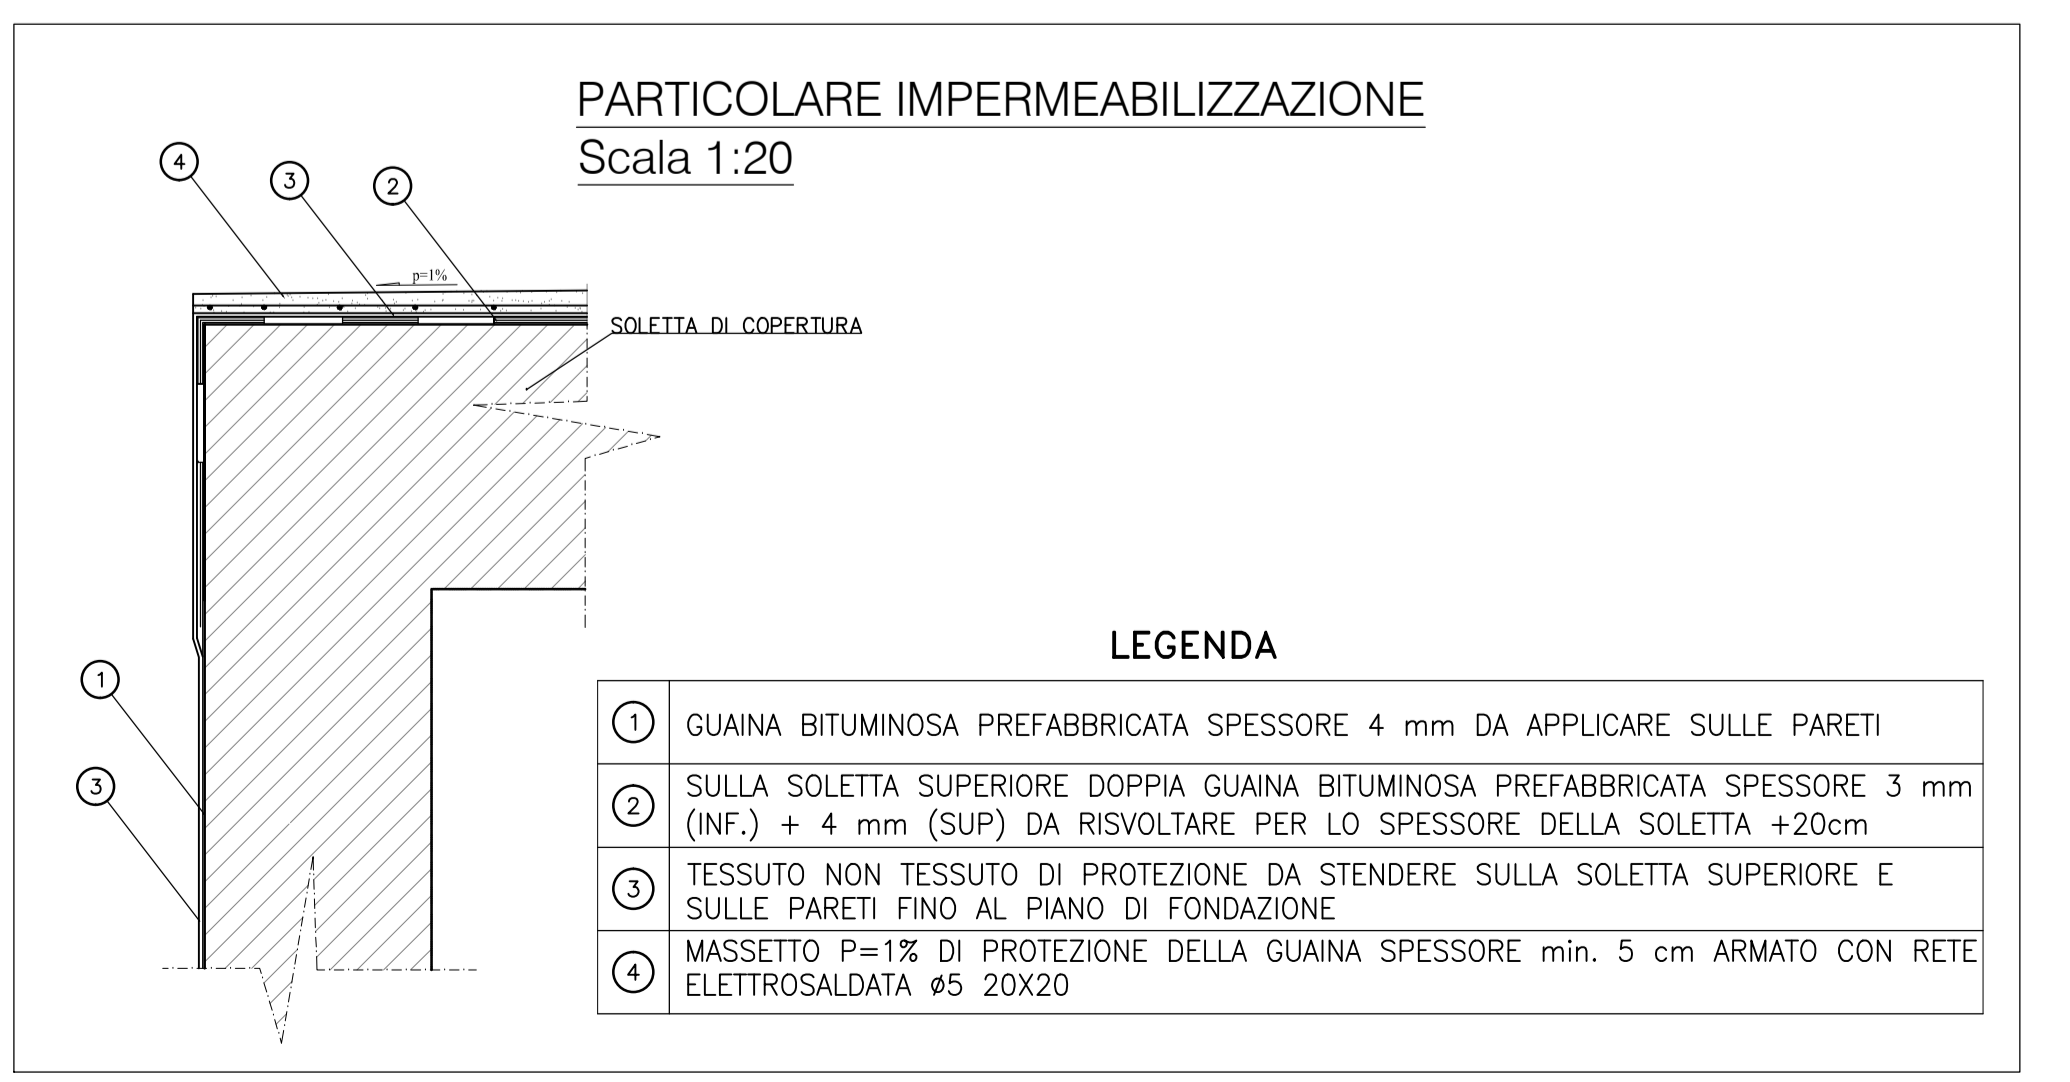 PARTICOLARE IMPERMEABILIZZAZIONE
Scala 1:20
4
3
2
p=1%
SOLETTA DI COPERTURA
1
3
LEGENDA
1 GUAINA BITUMINOSA PREFABBRICATA SPESSORE 4 mm DA APPLICARE SULLE PARETI
2 SULLA SOLETTA SUPERIORE DOPPIA GUAINA BITUMINOSA PREFABBRICATA SPESSORE 3 mm
(INF.) + 4 mm (SUP) DA RISVOLTARE PER LO SPESSORE DELLA SOLETTA +20cm
3 TESSUTO NON TESSUTO DI PROTEZIONE DA STENDERE SULLA SOLETTA SUPERIORE E
SULLE PARETI FINO AL PIANO DI FONDAZIONE
4 MASSETTO P=1% DI PROTEZIONE DELLA GUAINA SPESSORE min. 5 cm ARMATO CON RETE
ELETTROSALDATA ø5 20X20